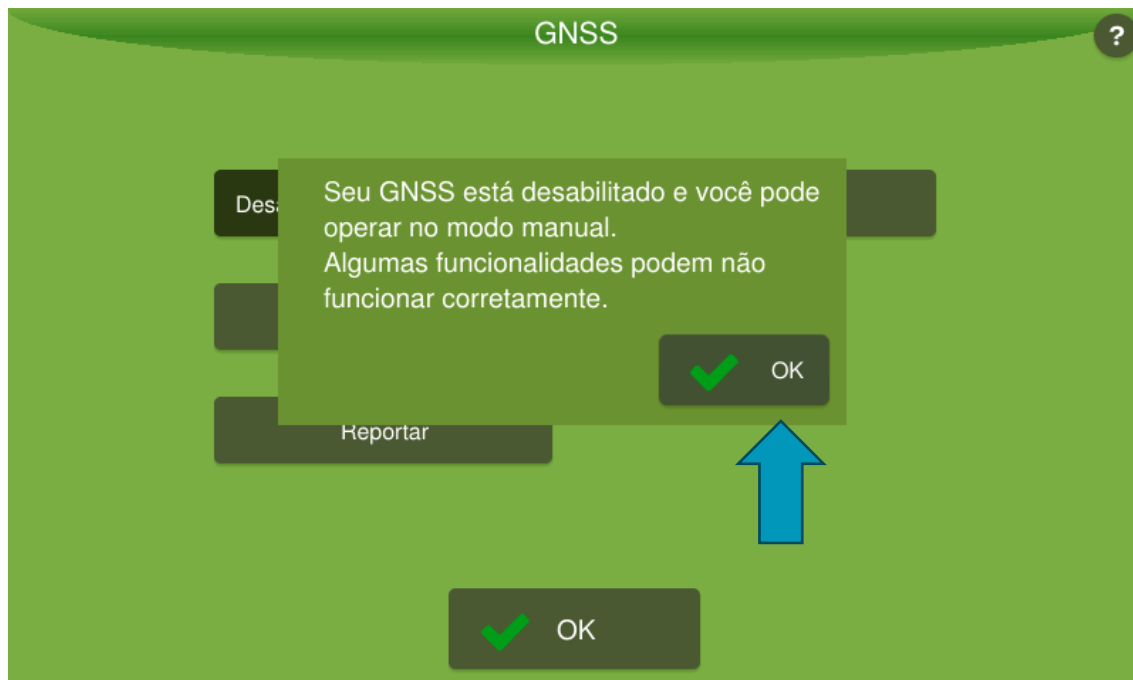 GNSS
?
Seu GNSS está desabilitado e você pode
operar no modo manual.
Algumas funcionalidades podem não
funcionar corretamente.
OK
Reportar
OK